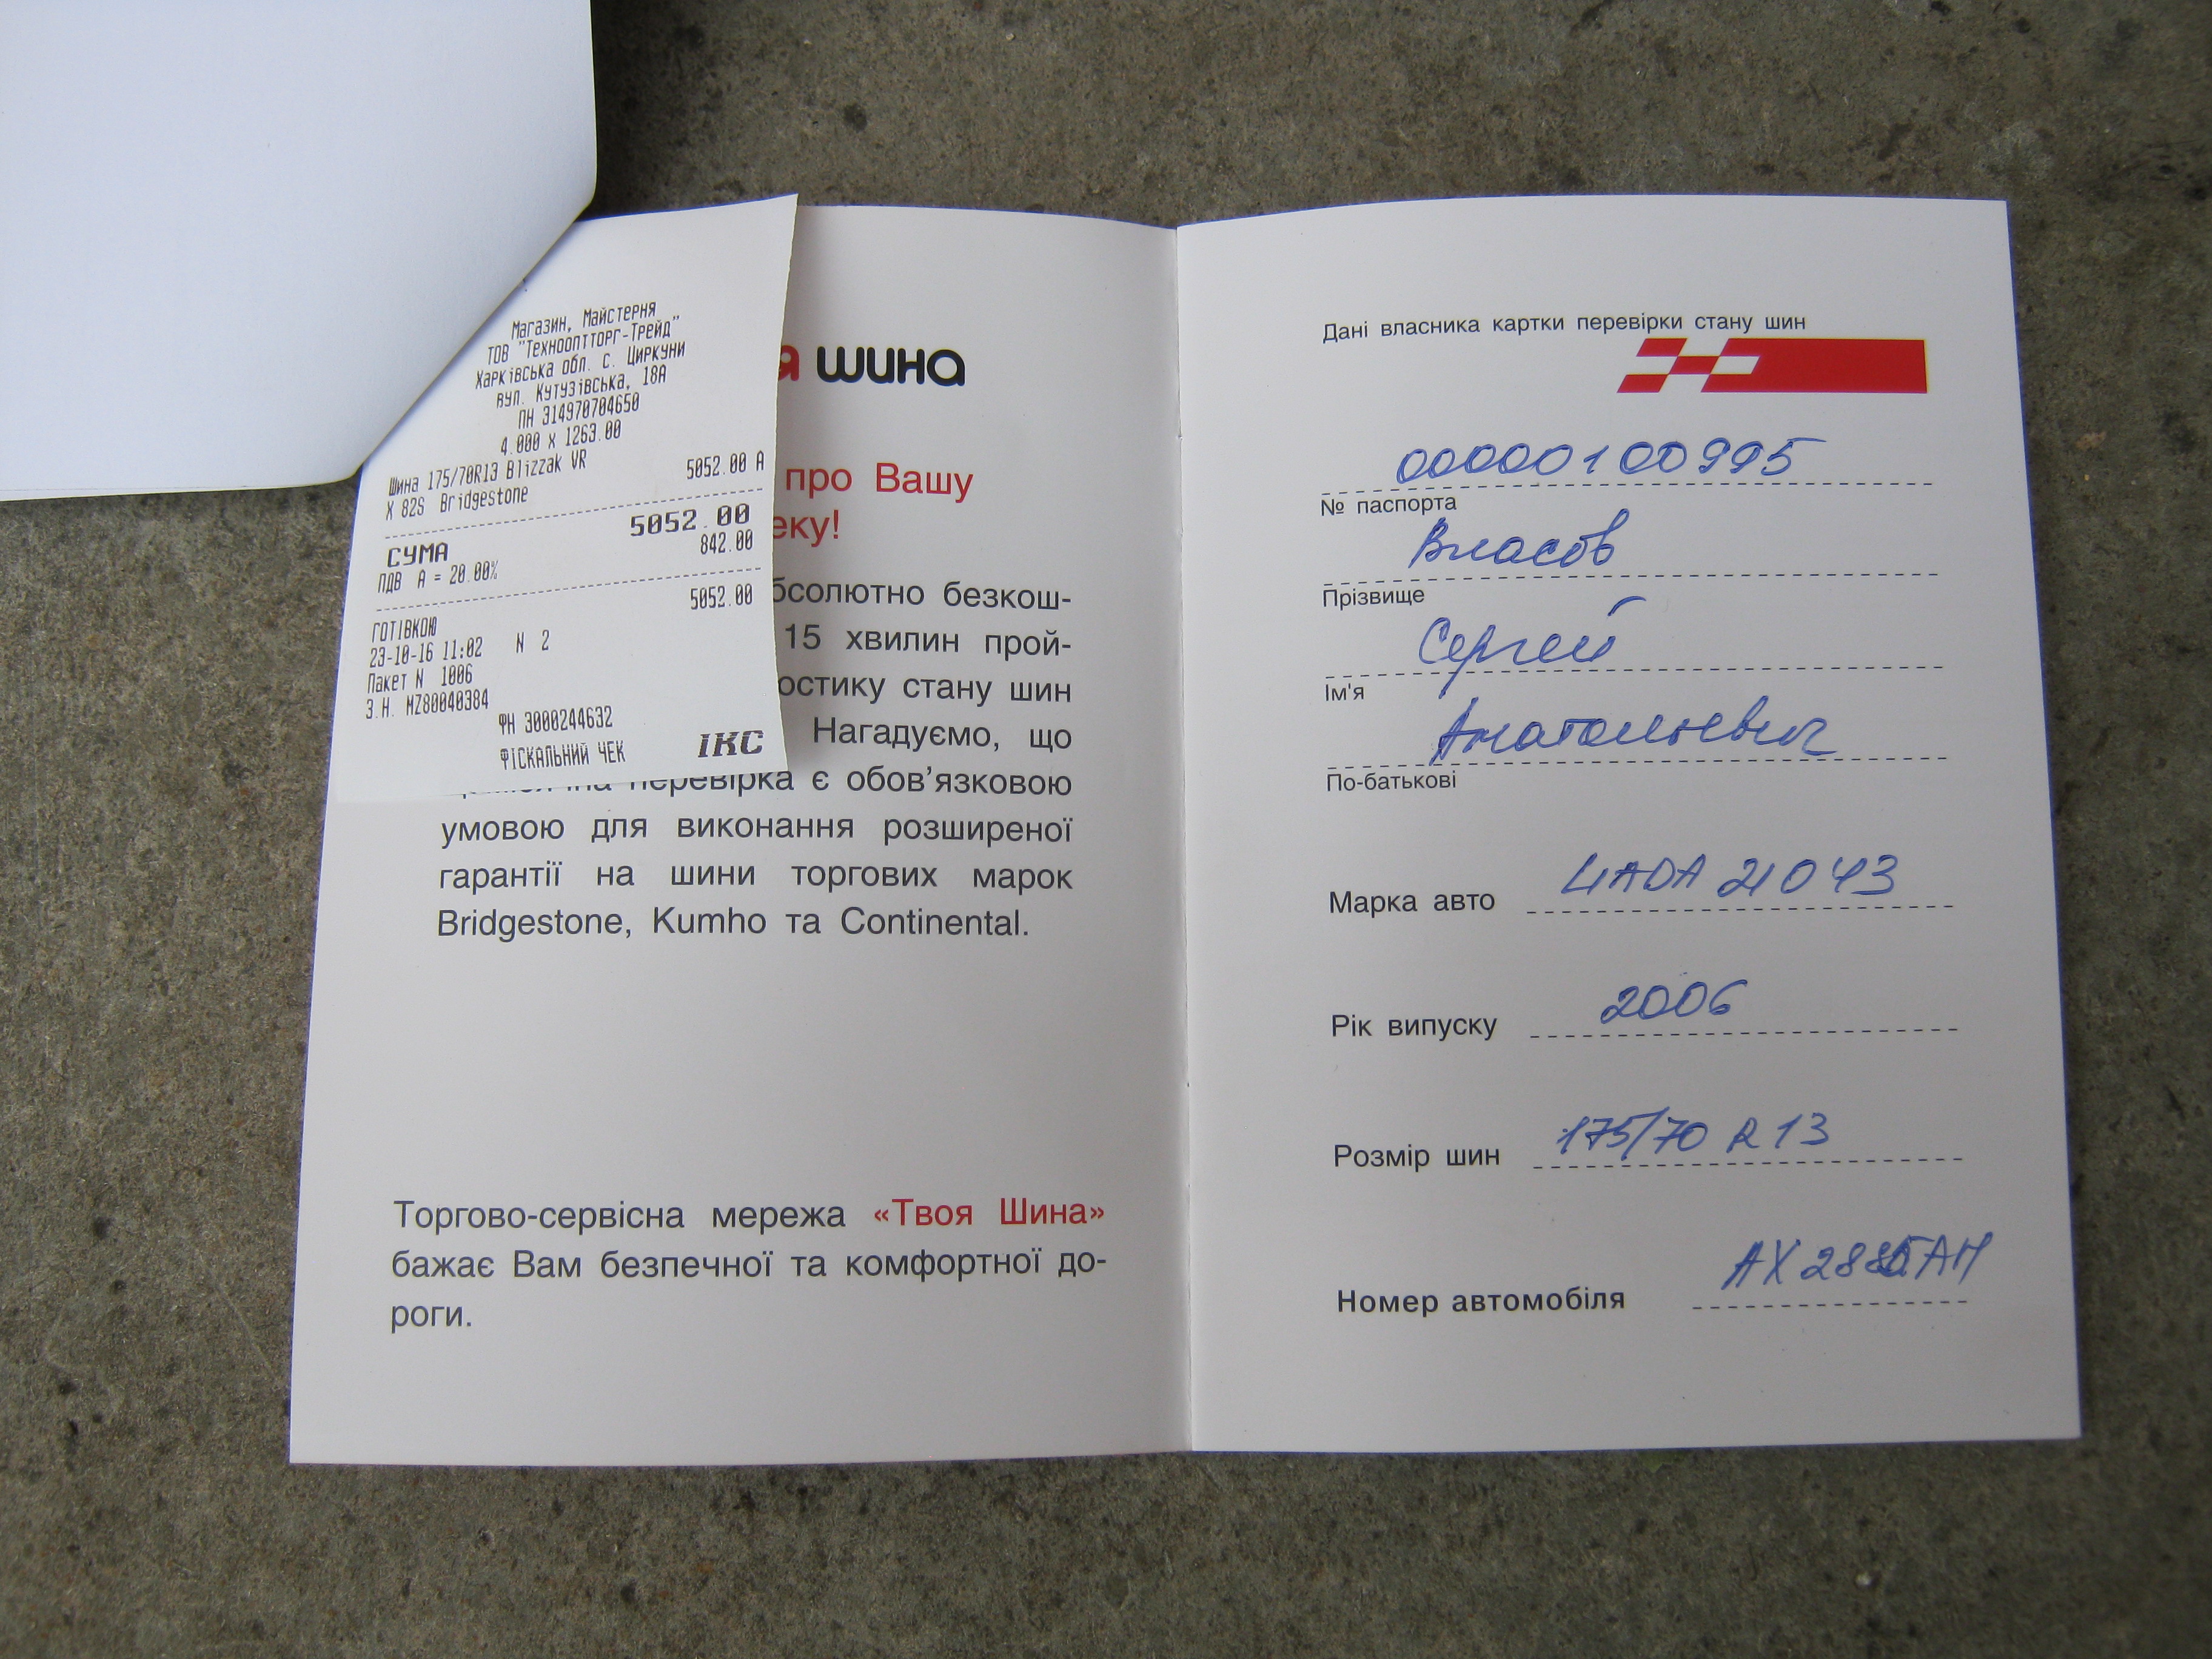 Магазин, Майстерня
ТОВ "Техноопторг-Трейд"
Харківська обл. с. Циркуни
вул. Кутузівська, 18А
ПН 314970704650
4.000 х 1263.00
Шина 175/70R13 Blizzak VR
X 82S Bridgestone 5052.00 А
СУМА 5052.00
ПДВ А = 20.00% 842.00
ГОТІВКОЮ 5052.00
23-10-16 11:02 N 2
Пакет N 1006
З.Н. MZ80040384
ФН 3000244632
ФІСКАЛЬНИЙ ЧЕК ІКС
я шина
про Вашу
еку!
бсолютно безкош-
15 хвилин прой-
остику стану шин
Нагадуємо, що
перевірка є обов’язковою
умовою для виконання розширеної
гарантії на шини торгових марок
Bridgestone, Kumho та Continental.
Торгово-сервісна мережа «Твоя Шина»
бажає Вам безпечної та комфортної до-
роги.
Дані власника картки перевірки стану шин
00000100995
№ паспорта
Власов
Прізвище
Сергей
Ім'я
Анатольевич
По-батькові
Марка авто LADA 21043
Рік випуску 2006
Розмір шин 175/70 R 13
Номер автомобіля